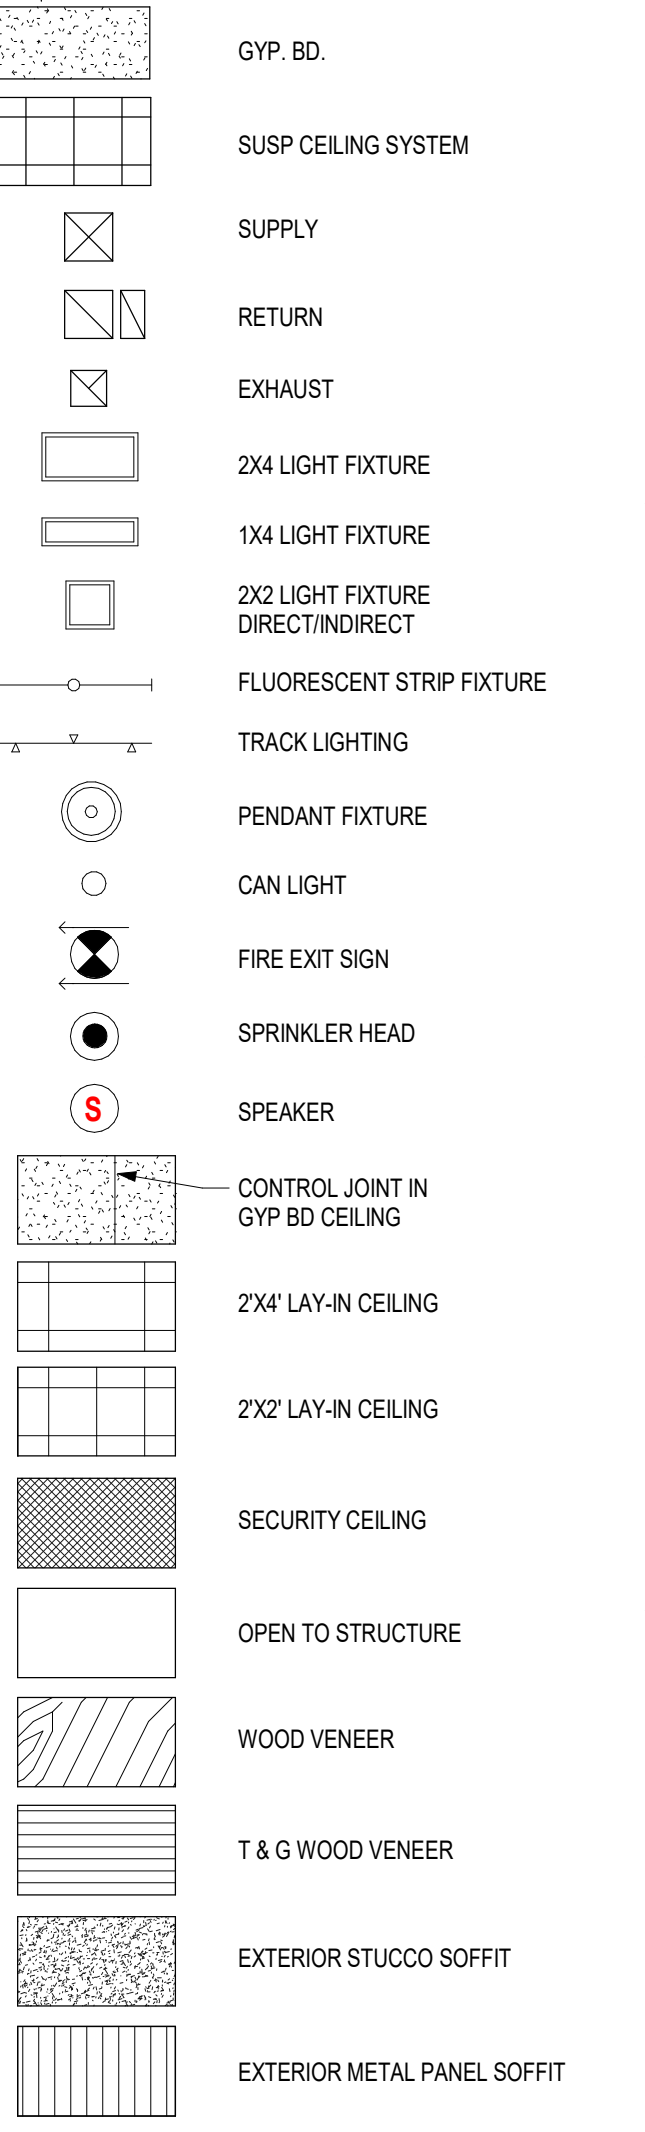 GYP. BD.
SUSP CEILING SYSTEM
SUPPLY
RETURN
EXHAUST
2X4 LIGHT FIXTURE
1X4 LIGHT FIXTURE
2X2 LIGHT FIXTURE
DIRECT/INDIRECT
FLUORESCENT STRIP FIXTURE
TRACK LIGHTING
PENDANT FIXTURE
CAN LIGHT
FIRE EXIT SIGN
SPRINKLER HEAD
S SPEAKER
CONTROL JOINT IN
GYP BD CEILING
2'X4' LAY-IN CEILING
2'X2' LAY-IN CEILING
SECURITY CEILING
OPEN TO STRUCTURE
WOOD VENEER
T & G WOOD VENEER
EXTERIOR STUCCO SOFFIT
EXTERIOR METAL PANEL SOFFIT